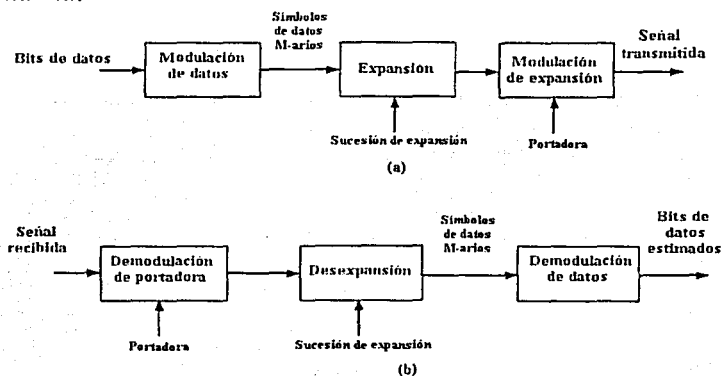 Símbolos
de datos
M-arios
Señal
transmitida
Bits de datos
Modulación
de datos
Expansión
Modulación
de expansión
Sucesión de expansión
Portadora
(a)
Señal
recibida
Símbolos
de datos
M-arios
Bits de
datos
estimados
Demodulación
de portadora
Desexpansión
Demodulación
de datos
Portadora
Sucesión de expansión
(b)